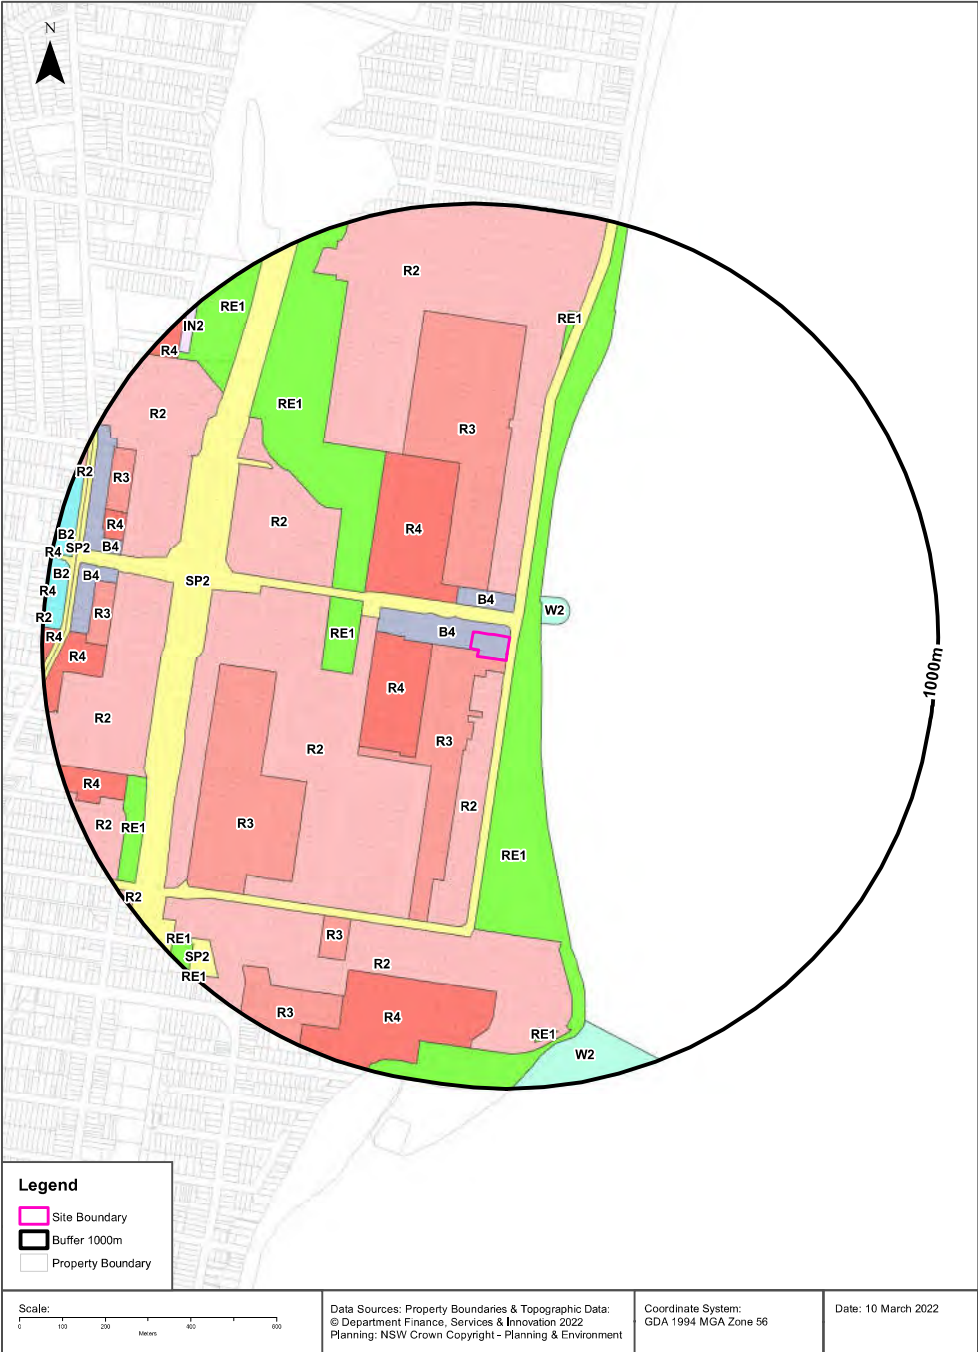 N
R2
RE1
IN2
RE1
R4
RE1
R2
R3
R2
R3
R2
R4
R4
B2
B4
R4
SP2
B2
B4
SP2
R4
B4
W2
R2
R3
RE1
B4
R4
R4
1000m
R4
R2
R3
R2
R4
R2
R2
RE1
R3
RE1
R2
RE1
R3
SP2
R2
RE1
R3
R4
RE1
W2
Legend
Site Boundary
Buffer 1000m
Property Boundary
Scale:
0 100 200 400 600
Meters
Data Sources: Property Boundaries & Topographic Data:
© Department Finance, Services & Innovation 2022
Planning: NSW Crown Copyright - Planning & Environment
Coordinate System:
GDA 1994 MGA Zone 56
Date: 10 March 2022